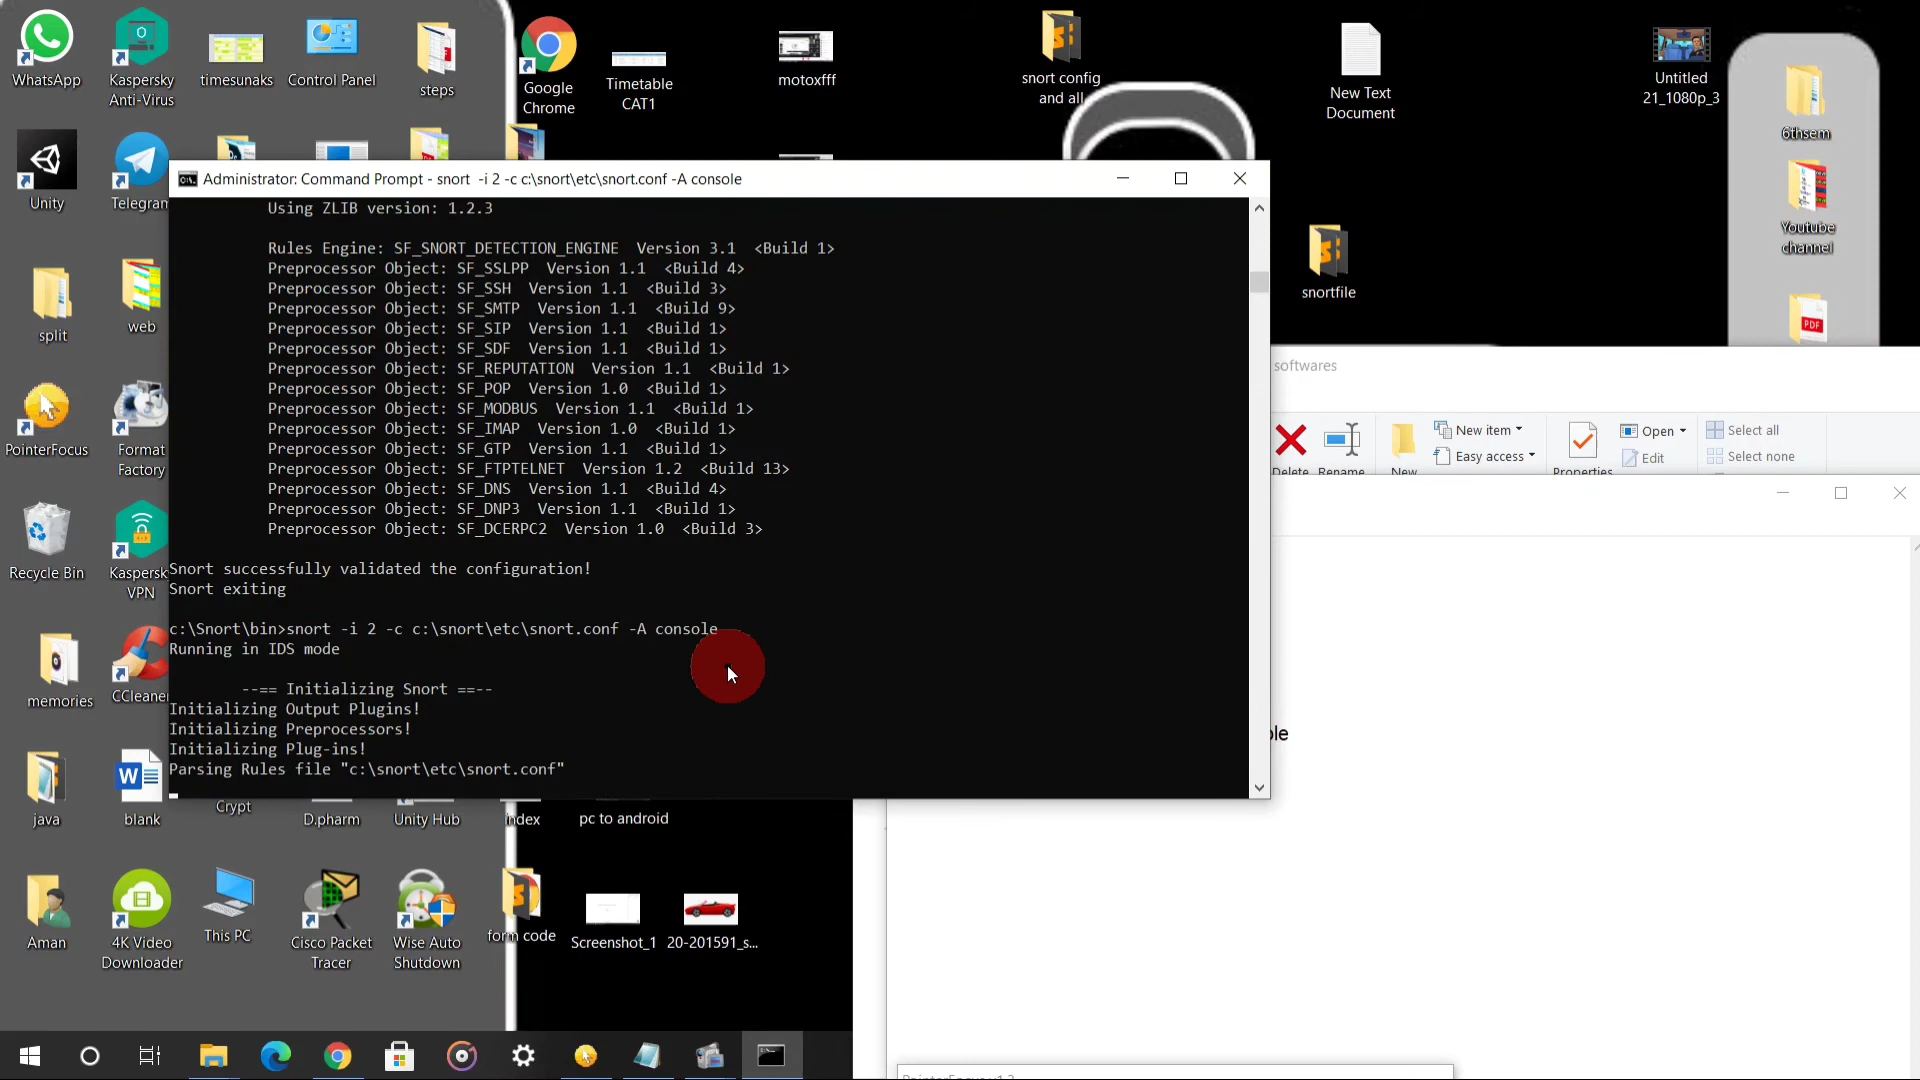 WhatsApp
Kaspersky
Anti-Virus
timesunaks
Control Panel
steps
Google
Chrome
Timetable
CAT1
motoxfff
snort config
and all
New Text
Document
Untitled
21_1080p_3
6thsem
Unity
Telegram
Youtube
channel
snortfile
split
web
PointerFocus
Format
Factory
Recycle Bin
Kaspersk
VPN
memories
CCleaner
java
blank
Crypt
D.pharm
Unity Hub
index
pc to android
Aman
4K Video
Downloader
This PC
Cisco Packet
Tracer
Wise Auto
Shutdown
form code
Screenshot_1
20-201591_s...
Administrator: Command Prompt - snort  -i 2 -c c:\snort\etc\snort.conf -A console
Using ZLIB version: 1.2.3
Rules Engine: SF_SNORT_DETECTION_ENGINE  Version 3.1  <Build 1>
Preprocessor Object: SF_SSLPP  Version 1.1  <Build 4>
Preprocessor Object: SF_SSH  Version 1.1  <Build 3>
Preprocessor Object: SF_SMTP  Version 1.1  <Build 9>
Preprocessor Object: SF_SIP  Version 1.1  <Build 1>
Preprocessor Object: SF_SDF  Version 1.1  <Build 1>
Preprocessor Object: SF_REPUTATION  Version 1.1  <Build 1>
Preprocessor Object: SF_POP  Version 1.0  <Build 1>
Preprocessor Object: SF_MODBUS  Version 1.1  <Build 1>
Preprocessor Object: SF_IMAP  Version 1.0  <Build 1>
Preprocessor Object: SF_GTP  Version 1.1  <Build 1>
Preprocessor Object: SF_FTPTELNET  Version 1.2  <Build 13>
Preprocessor Object: SF_DNS  Version 1.1  <Build 4>
Preprocessor Object: SF_DNP3  Version 1.1  <Build 1>
Preprocessor Object: SF_DCERPC2  Version 1.0  <Build 3>
Snort successfully validated the configuration!
Snort exiting
c:\Snort\bin>snort -i 2 -c c:\snort\etc\snort.conf -A console
Running in IDS mode
--== Initializing Snort ==--
Initializing Output Plugins!
Initializing Preprocessors!
Initializing Plug-ins!
Parsing Rules file "c:\snort\etc\snort.conf"
softwares
Delete
Rename
New
New item
Easy access
Properties
Open
Edit
Select all
Select none
ole